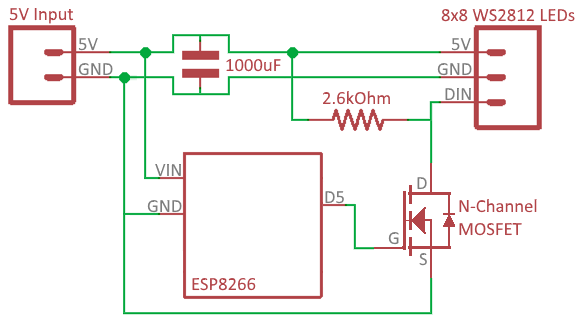 5V Input
8x8 WS2812 LEDs
5V
GND
1000uF
5V
GND
DIN
2.6kOhm
VIN
GND
D5
ESP8266
D
G
S
N-Channel
MOSFET